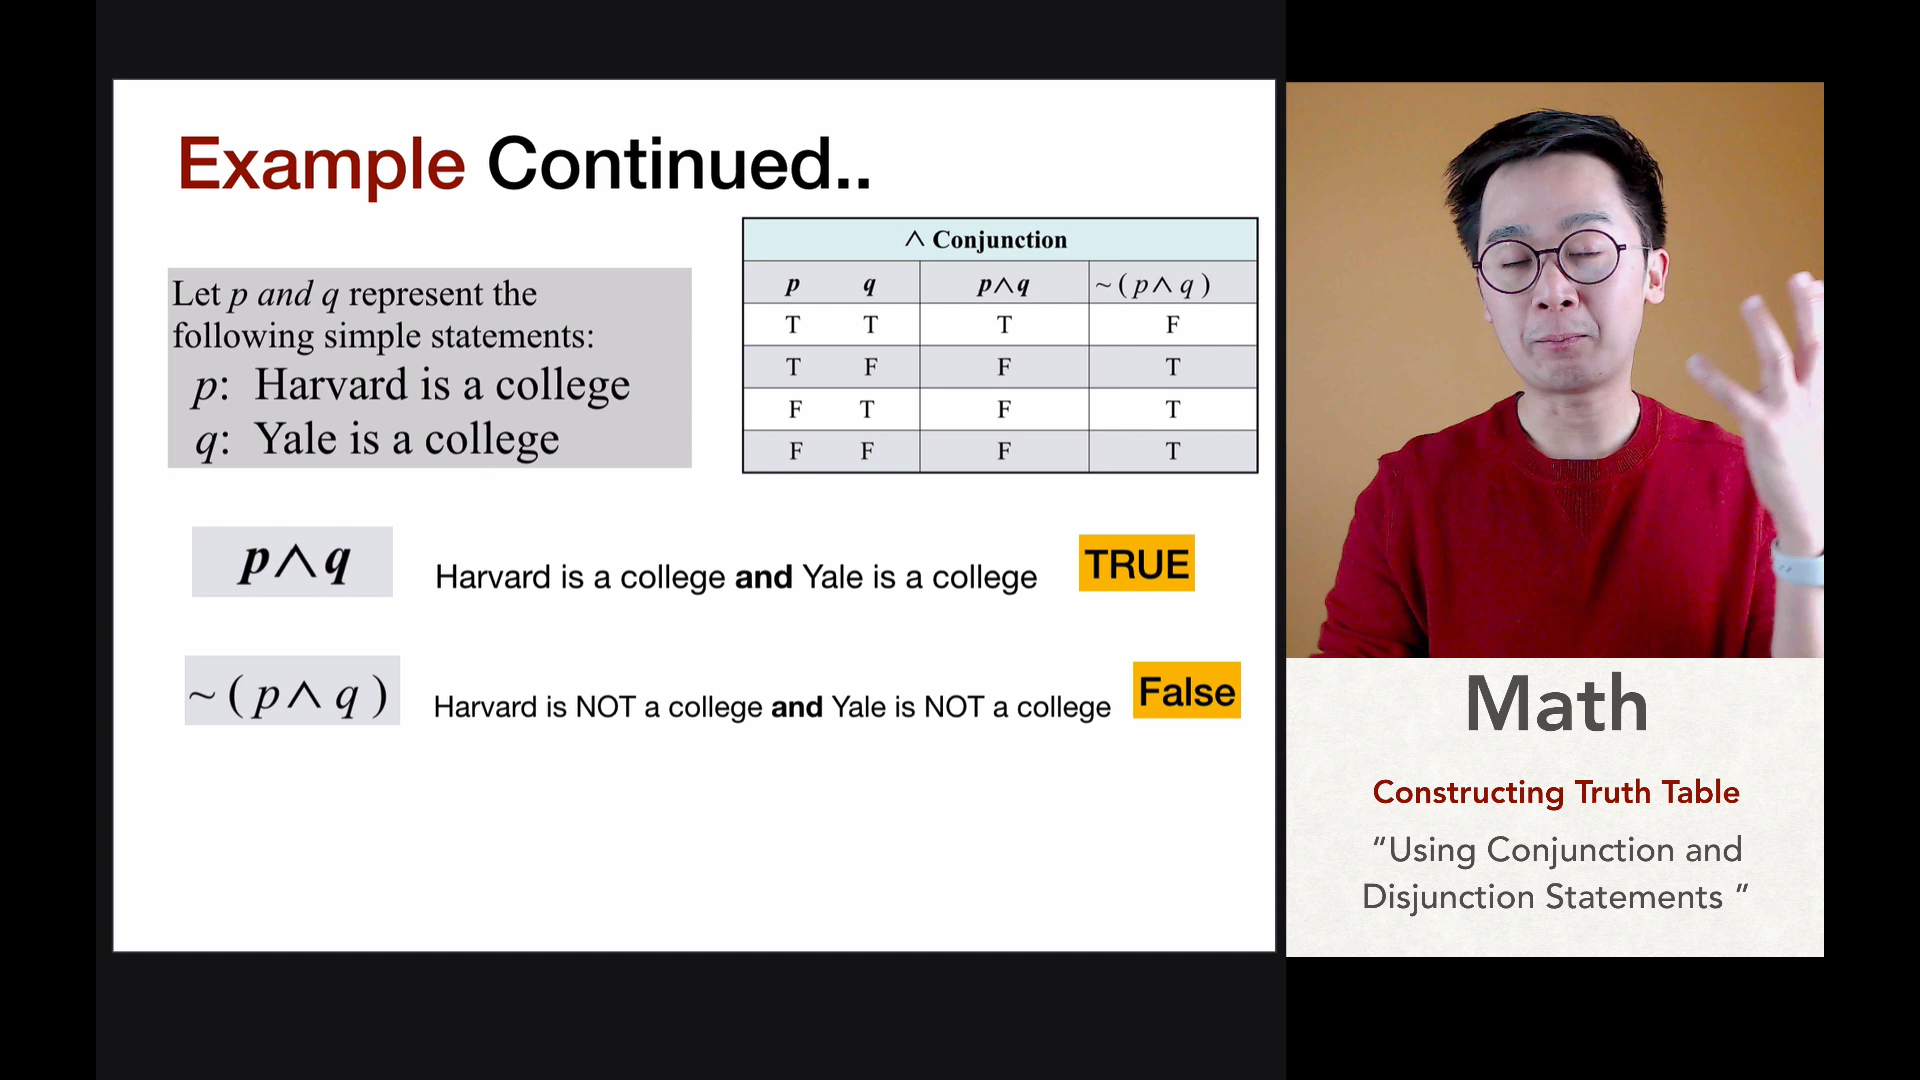 Example Continued..
Let p and q represent the
following simple statements:
p: Harvard is a college
q: Yale is a college
∧ Conjunction
p q p∧q ~(p∧q)
T T T F
T F F T
F T F T
F F F T
p∧q
Harvard is a college and Yale is a college
TRUE
~(p∧q)
Harvard is NOT a college and Yale is NOT a college
False
Math
Constructing Truth Table
“Using Conjunction and
Disjunction Statements ”